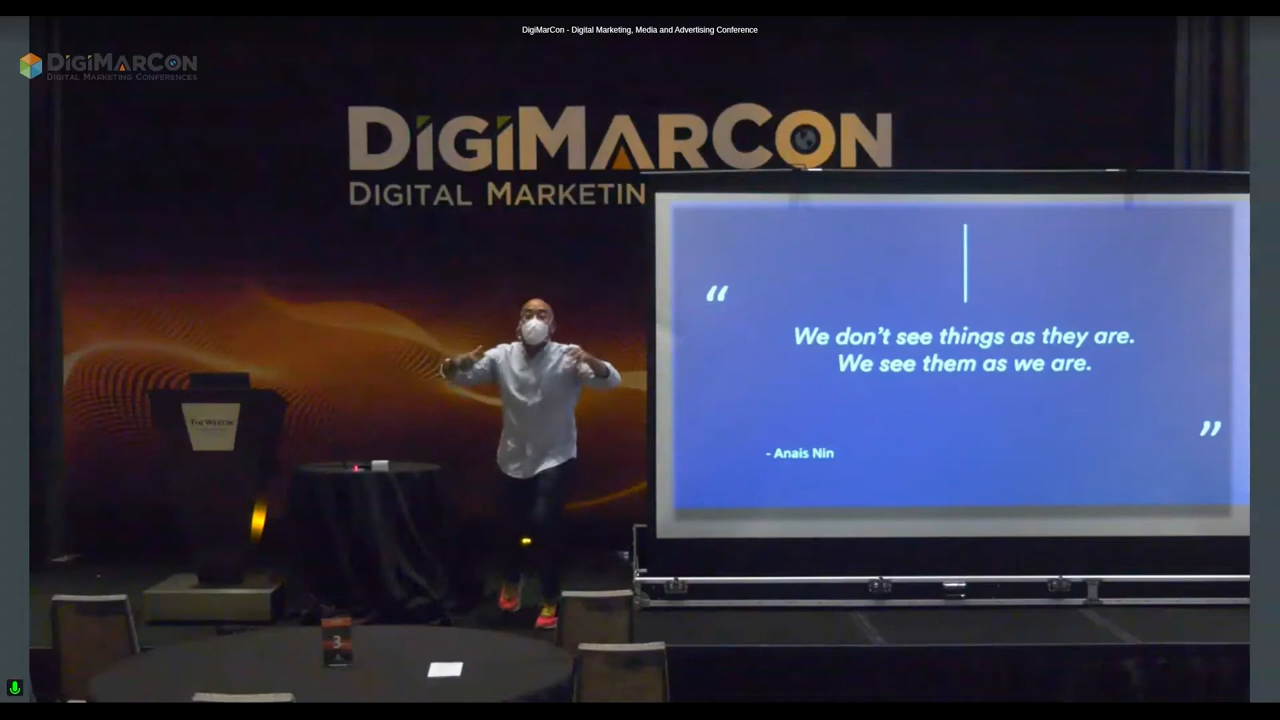 DigiMarCon - Digital Marketing, Media and Advertising Conference
DIGIMARCON
DIGITAL MARKETING CONFERENCES
DIGIMARCON
DIGITAL MARKETIN
“
We don’t see things as they are.
We see them as we are.
”
- Anais Nin
THE WESTIN
3